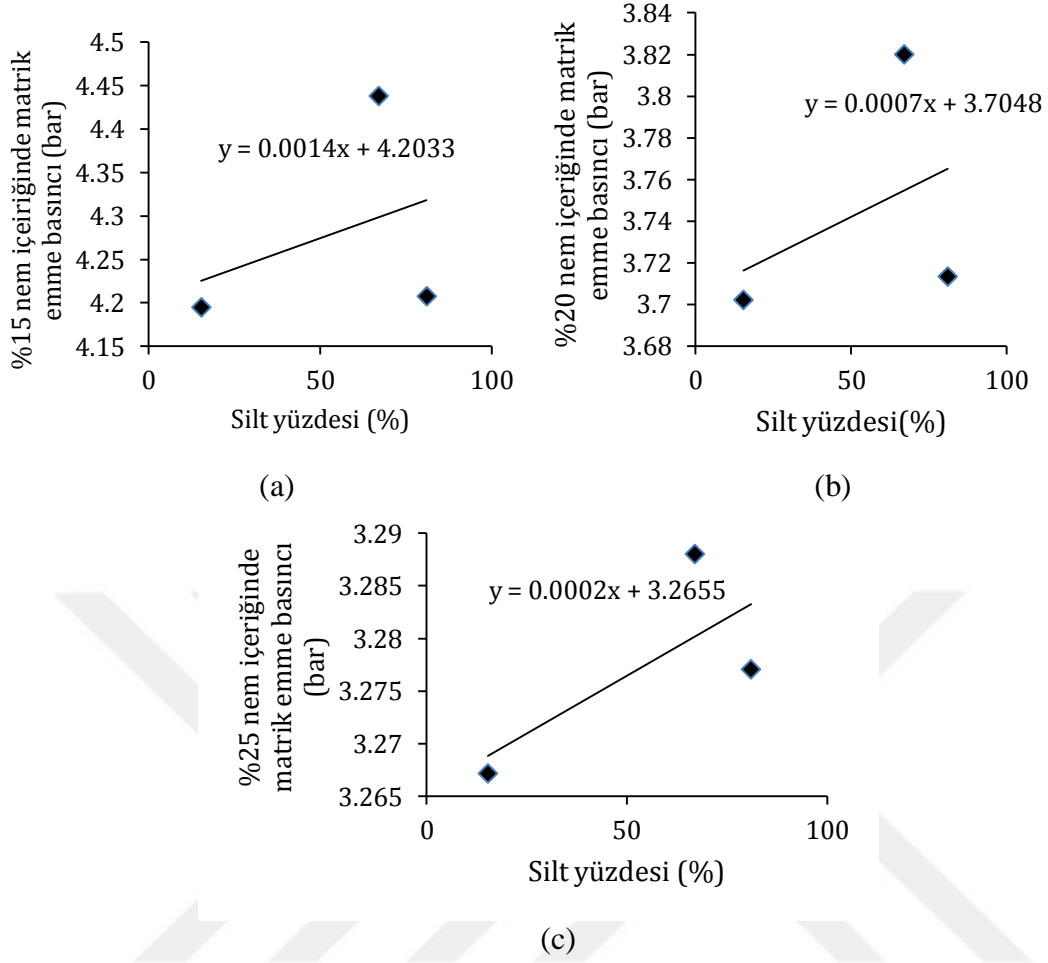 %15 nem içeiriğinde matrik
emme basıncı (bar)
4.5
4.45
4.4
4.35
4.3
4.25
4.2
4.15
y = 0.0014x + 4.2033
0
50
100
Silt yüzdesi (%)
(a)
%20 nem içeriğinde matrik
emme basıncı (bar)
3.84
3.82
3.8
3.78
3.76
3.74
3.72
3.7
3.68
y = 0.0007x + 3.7048
0
50
100
Silt yüzdesi(%)
(b)
%25 nem içeriğinde
matrik emme basıncı
(bar)
3.29
3.285
3.28
3.275
3.27
3.265
y = 0.0002x + 3.2655
0
50
100
Silt yüzdesi (%)
(c)